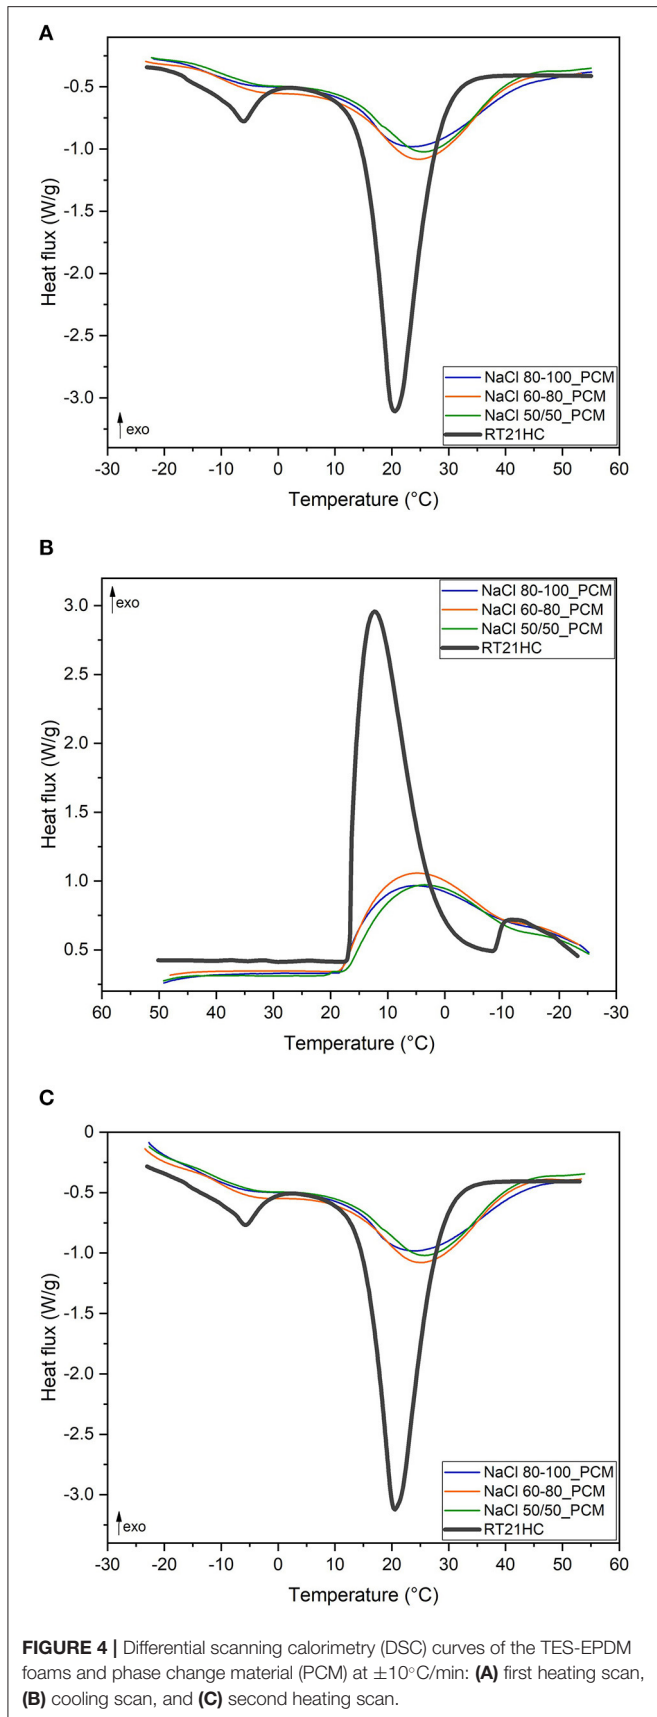 A
-0.5
-1.0
-1.5
-2.0
-2.5
-3.0
Heat flux (W/g)
NaCl 80-100_PCM
NaCl 60-80_PCM
NaCl 50/50_PCM
RT21HC
exo
-30 -20 -10 0 10 20 30 40 50 60
Temperature (°C)
B
exo
3.0
2.5
2.0
1.5
1.0
0.5
Heat flux (W/g)
NaCl 80-100_PCM
NaCl 60-80_PCM
NaCl 50/50_PCM
RT21HC
60 50 40 30 20 10 0 -10 -20 -30
Temperature (°C)
C
0
-0.5
-1.0
-1.5
-2.0
-2.5
-3.0
Heat flux (W/g)
NaCl 80-100_PCM
NaCl 60-80_PCM
NaCl 50/50_PCM
RT21HC
exo
-30 -20 -10 0 10 20 30 40 50 60
Temperature (°C)
FIGURE 4 | Differential scanning calorimetry (DSC) curves of the TES-EPDM
foams and phase change material (PCM) at ±10°C/min: (A) first heating scan,
(B) cooling scan, and (C) second heating scan.